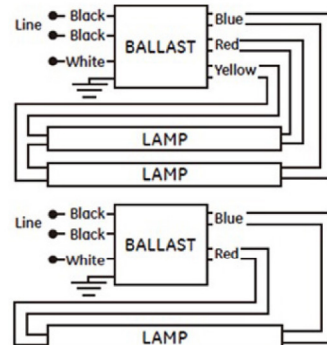 Black Blue
Line
Black BALLAST Red
White Yellow
LAMP
LAMP
Black Blue
Line
Black BALLAST
White Red
LAMP